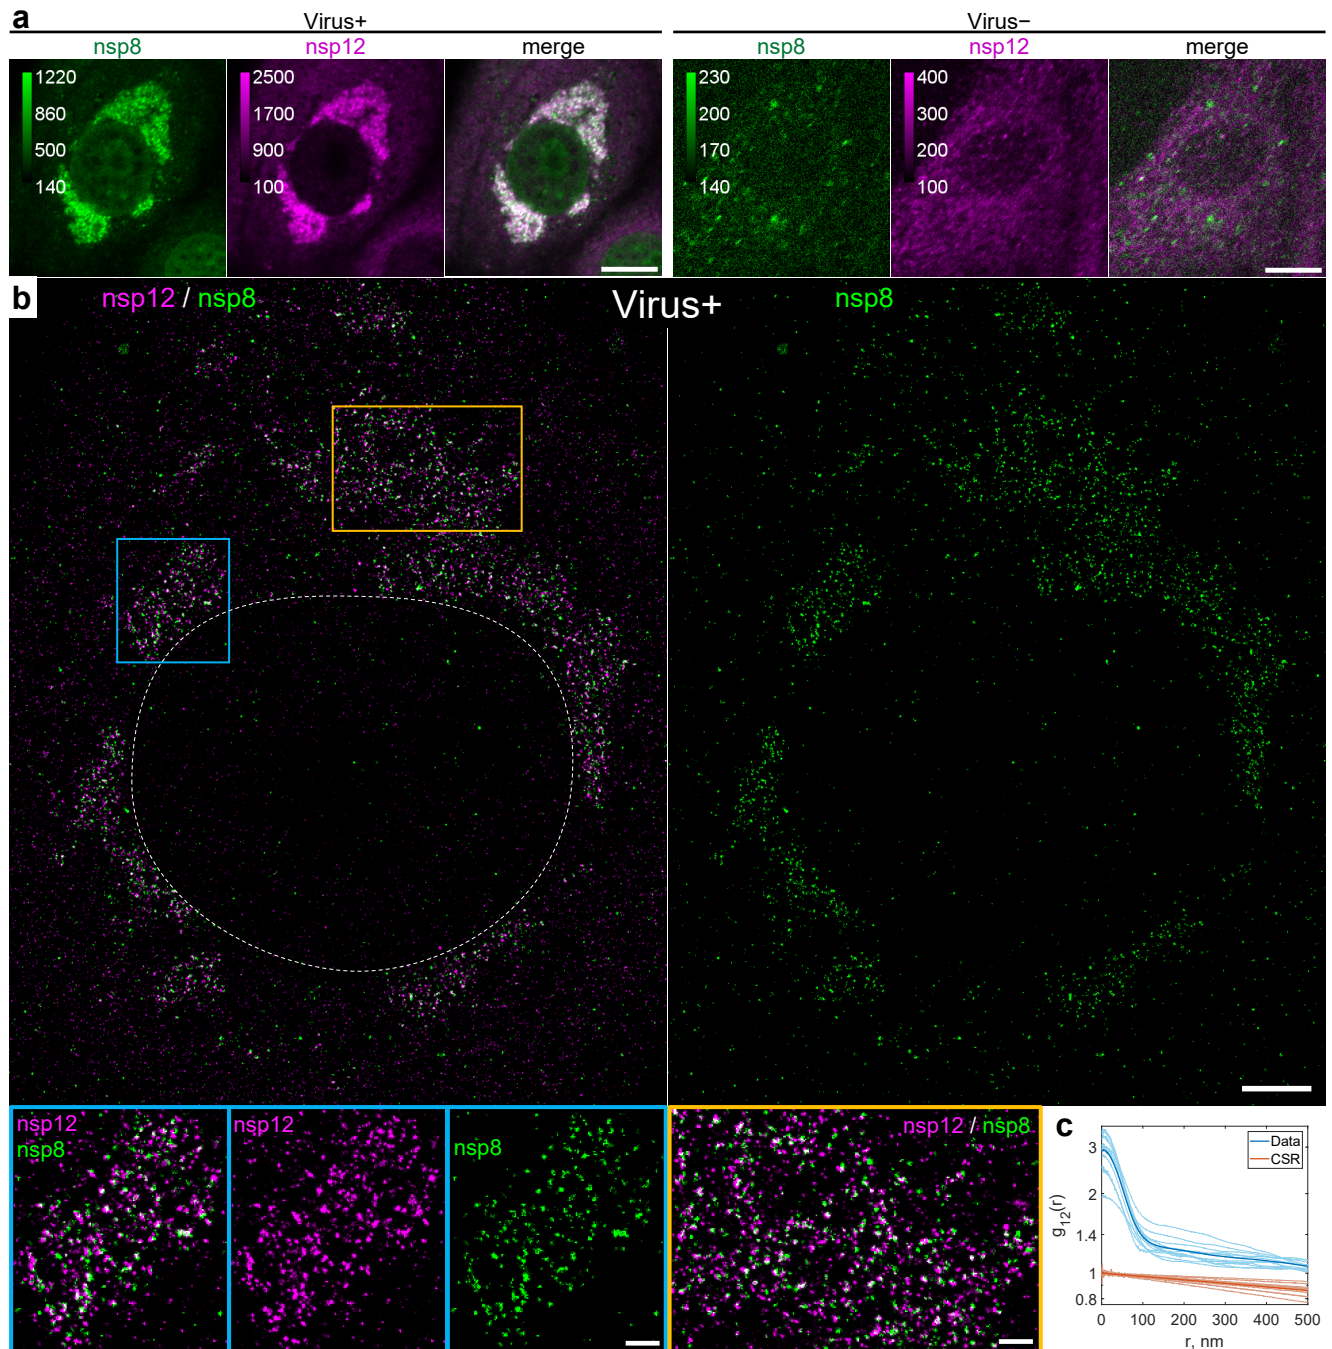 a
Virus+ Virus−
nsp8 nsp12 merge nsp8 nsp12 merge
1220 2500 230 400
860 1700 200 300
500 900 170 200
140 100 140 100
b nsp12 / nsp8 Virus+ nsp8
nsp12
nsp8
nsp12
nsp8
nsp12 / nsp8
c
Data
CSR
3
2
1.4
1
0.8
g12(r)
0 100 200 300 400 500
r, nm